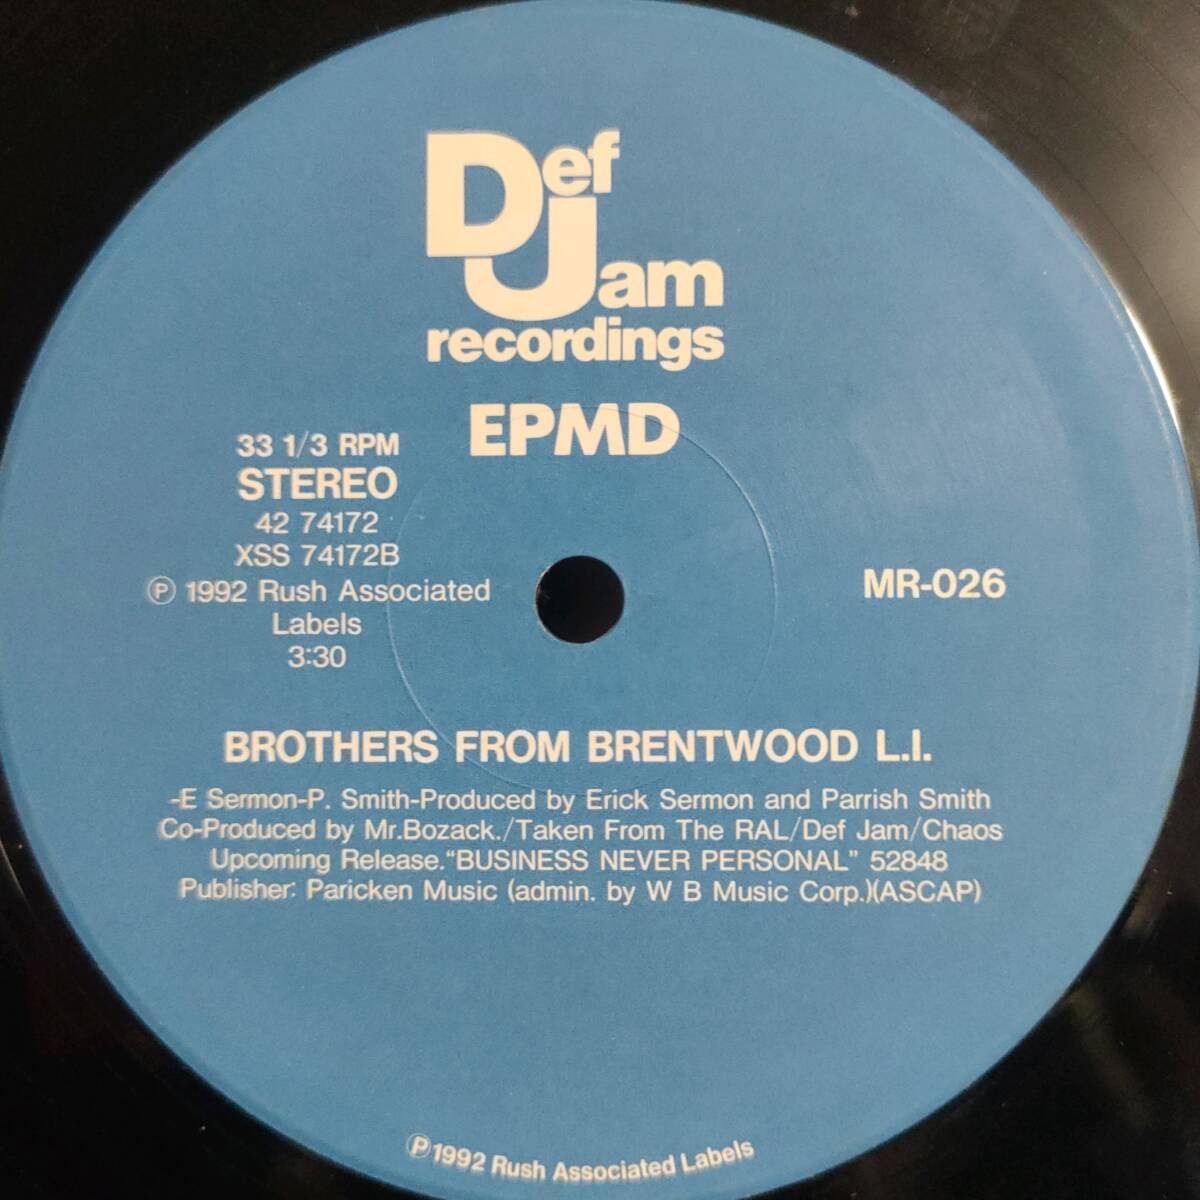 Def
Jam
recordings
EPMD
33 1/3 RPM
STEREO
42 74172
XSS 74172B
℗ 1992 Rush Associated
Labels
3:30
MR-026
BROTHERS FROM BRENTWOOD L.I.
-E Sermon-P. Smith-Produced by Erick Sermon and Parrish Smith
Co-Produced by Mr.Bozack./Taken From The RAL/Def Jam/Chaos
Upcoming Release.“BUSINESS NEVER PERSONAL” 52848
Publisher: Paricken Music (admin. by W B Music Corp.)(ASCAP)
℗1992 Rush Associated Labels